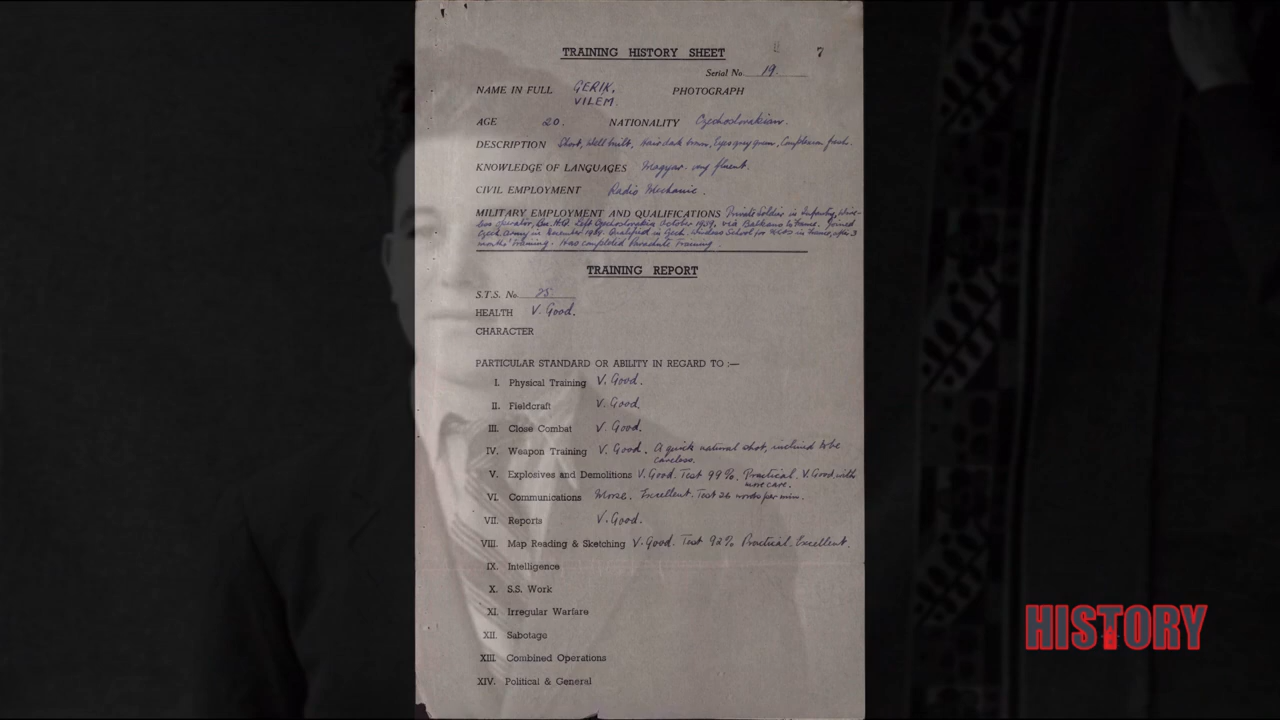 TRAINING HISTORY SHEET
7
Serial No. 19.
NAME IN FULL GERIK, PHOTOGRAPH
VILEM.
AGE 20. NATIONALITY Czechoslovakian.
DESCRIPTION Short, Well built, Hair dark brown, Eyes grey green, Complexion fresh.
KNOWLEDGE OF LANGUAGES Magyar - very fluent.
CIVIL EMPLOYMENT Radio Mechanic.
MILITARY EMPLOYMENT AND QUALIFICATIONS Private Soldier in Infantry, Wire-
less Operator, H.Q. Left Czechoslovakia October 1939, via Balkans to France. Joined
Czech Army in 19 Qualified in Czech School for in France, after 3
months' training. Has completed Parachute Training.
TRAINING REPORT
S.T.S. No. 25.
HEALTH V. Good.
CHARACTER
PARTICULAR STANDARD OR ABILITY IN REGARD TO :—
I. Physical Training V. Good.
II. Fieldcraft V. Good.
III. Close Combat V. Good.
IV. Weapon Training V. Good. A quick natural shot, inclined to be
careless.
V. Explosives and Demolitions V. Good. Test 99%. Practical. V. Good with
more care.
VI. Communications Morse. Excellent. Test 26 words per min.
VII. Reports V. Good.
VIII. Map Reading & Sketching V. Good. Test 92% Practical. Excellent.
IX. Intelligence
X. S.S. Work
XI. Irregular Warfare
XII. Sabotage
XIII. Combined Operations
XIV. Political & General
HISTORY